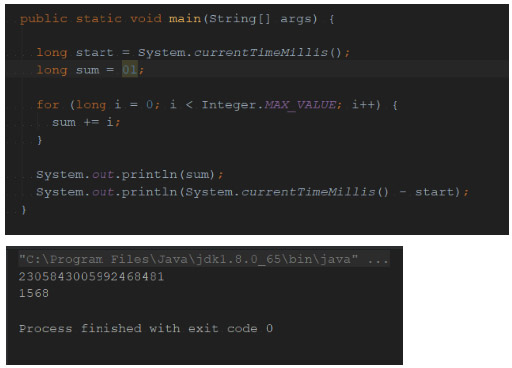 public static void main(String[] args) {
long start = System.currentTimeMillis();
long sum = 0l;
for (long i = 0; i < Integer.MAX_VALUE; i++) {
sum += i;
}
System.out.println(sum);
System.out.println(System.currentTimeMillis() - start);
}
"C:\Program Files\Java\jdk1.8.0_65\bin\java" ...
2305843005992468481
1568
Process finished with exit code 0